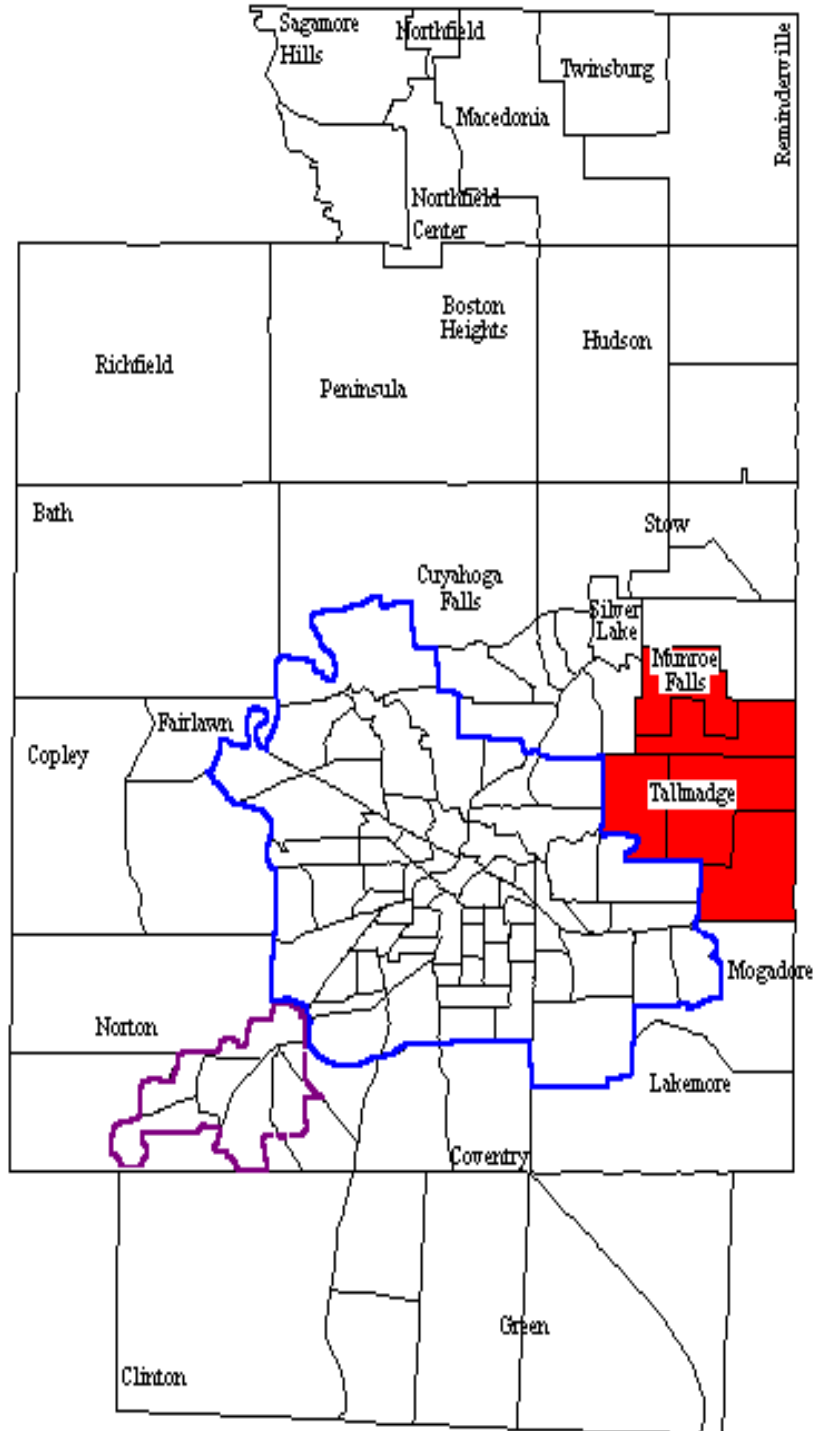 Sagamore
Hills
Northfield
Twinsburg
Reminderville
Macedonia
Northfield
Center
Boston
Heights
Hudson
Richfield
Peninsula
Bath
Stow
Cuyahoga
Falls
Silver
Lake
Munroe
Falls
Fairlawn
Copley
Tallmadge
Mogadore
Norton
Lakemore
Coventry
Green
Clinton